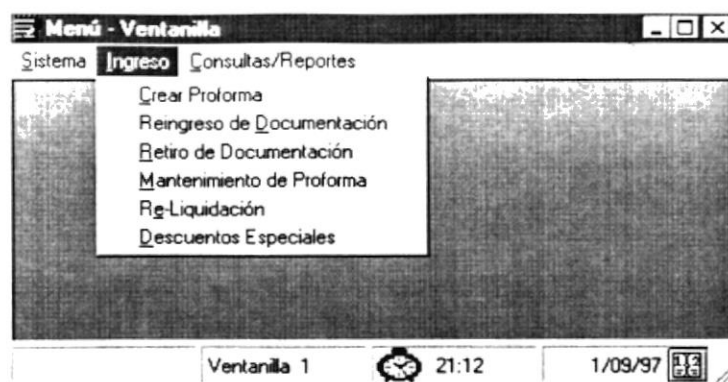 Menú - Ventanilla
Sistema Ingreso Consultas/Reportes
Crear Proforma
Reingreso de Documentación
Retiro de Documentación
Mantenimiento de Proforma
Re-Liquidación
Descuentos Especiales
Ventanilla 1 21:12 1/09/97